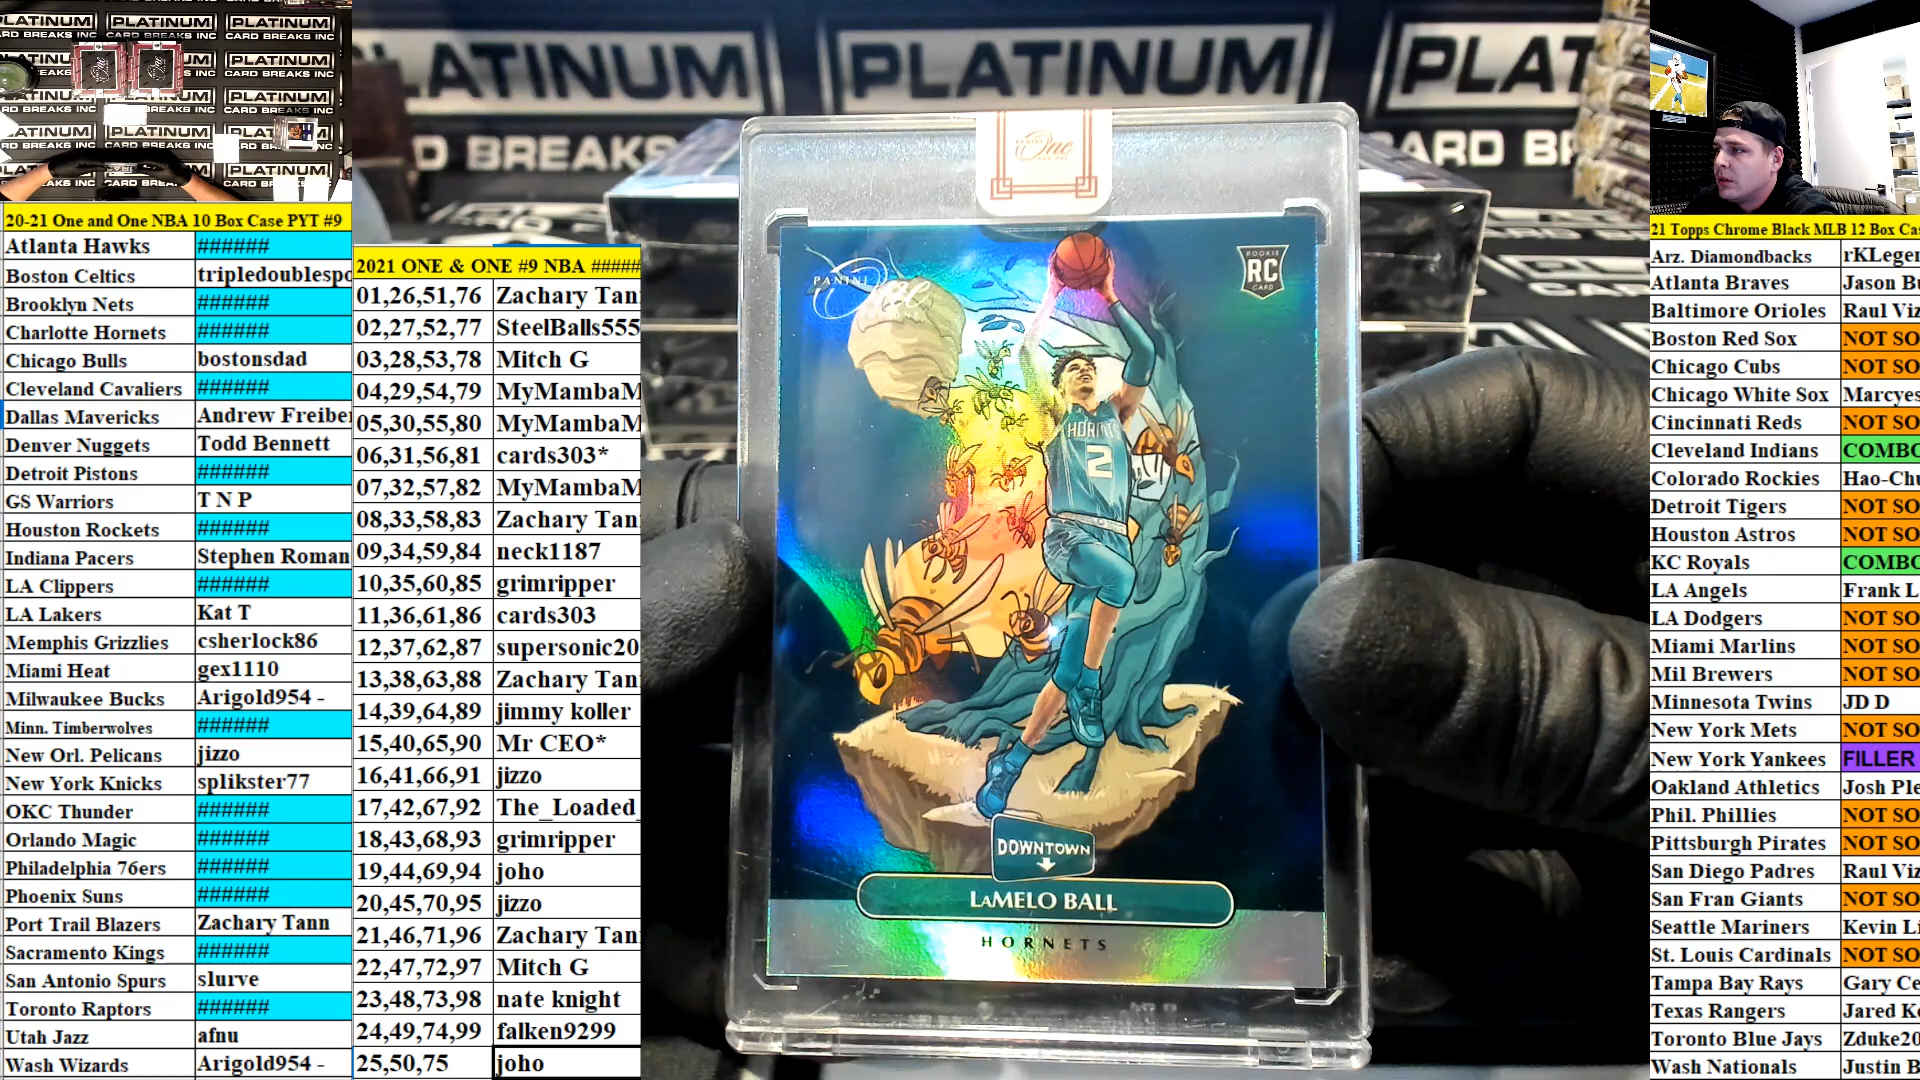 PLATINUM
CARD BREAKS INC
PLATINUM
CARD BREAKS
PLATINUM
PLAT
ARD BR
20-21 One and One NBA 10 Box Case PYT #9
Atlanta Hawks ######
Boston Celtics tripledoublespo
Brooklyn Nets ######
Charlotte Hornets ######
Chicago Bulls bostonsdad
Cleveland Cavaliers ######
Dallas Mavericks Andrew Freiber
Denver Nuggets Todd Bennett
Detroit Pistons ######
GS Warriors T N P
Houston Rockets ######
Indiana Pacers Stephen Roman
LA Clippers ######
LA Lakers Kat T
Memphis Grizzlies csherlock86
Miami Heat gex1110
Milwaukee Bucks Arigold954 -
Minn. Timberwolves ######
New Orl. Pelicans jizzo
New York Knicks splikster77
OKC Thunder ######
Orlando Magic ######
Philadelphia 76ers ######
Phoenix Suns ######
Port Trail Blazers Zachary Tann
Sacramento Kings ######
San Antonio Spurs slurve
Toronto Raptors ######
Utah Jazz afnu
Wash Wizards Arigold954 -
2021 ONE & ONE #9 NBA #####
01,26,51,76 Zachary Tan
02,27,52,77 SteelBalls555
03,28,53,78 Mitch G
04,29,54,79 MyMambaM
05,30,55,80 MyMambaM
06,31,56,81 cards303*
07,32,57,82 MyMambaM
08,33,58,83 Zachary Tan
09,34,59,84 neck1187
10,35,60,85 grimripper
11,36,61,86 cards303
12,37,62,87 supersonic20
13,38,63,88 Zachary Tan
14,39,64,89 jimmy koller
15,40,65,90 Mr CEO*
16,41,66,91 jizzo
17,42,67,92 The_Loaded_
18,43,68,93 grimripper
19,44,69,94 joho
20,45,70,95 jizzo
21,46,71,96 Zachary Tan
22,47,72,97 Mitch G
23,48,73,98 nate knight
24,49,74,99 falken9299
25,50,75 joho
One
PANINI
One
ROOKIE
RC
CARD
HORNETS
2
DOWNTOWN
LAMELO BALL
HORNETS
21 Topps Chrome Black MLB 12 Box Cas
Arz. Diamondbacks rKLegen
Atlanta Braves Jason Bu
Baltimore Orioles Raul Viz
Boston Red Sox NOT SO
Chicago Cubs NOT SO
Chicago White Sox Marcyes
Cincinnati Reds NOT SO
Cleveland Indians COMBO
Colorado Rockies Hao-Chu
Detroit Tigers NOT SO
Houston Astros NOT SO
KC Royals COMBO
LA Angels Frank L
LA Dodgers NOT SO
Miami Marlins NOT SO
Mil Brewers NOT SO
Minnesota Twins JD D
New York Mets NOT SO
New York Yankees FILLER
Oakland Athletics Josh Ple
Phil. Phillies NOT SO
Pittsburgh Pirates NOT SO
San Diego Padres Raul Viz
San Fran Giants NOT SO
Seattle Mariners Kevin Li
St. Louis Cardinals NOT SO
Tampa Bay Rays Gary Ce
Texas Rangers Jared Ko
Toronto Blue Jays Zduke20
Wash Nationals Justin B